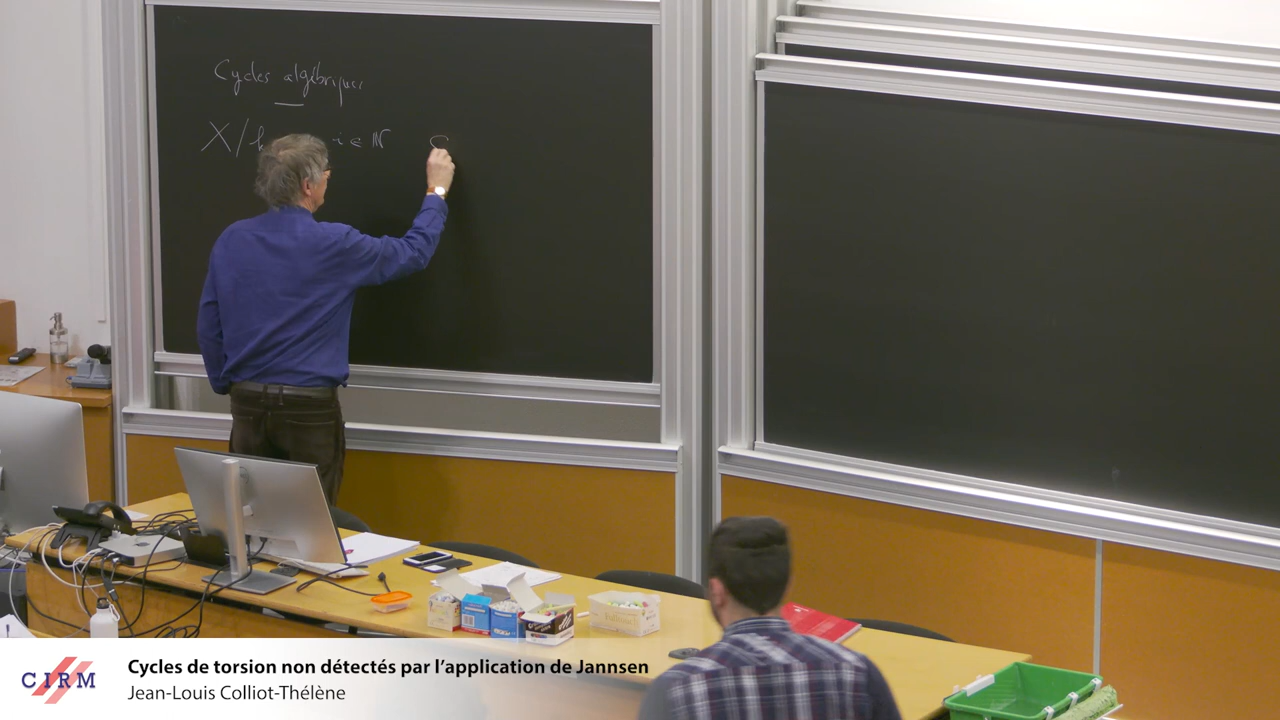 Cycles algébriques
X/k i ∈ ℕ C
CIRM
Cycles de torsion non détectés par l'application de Jannsen
Jean-Louis Colliot-Thélène